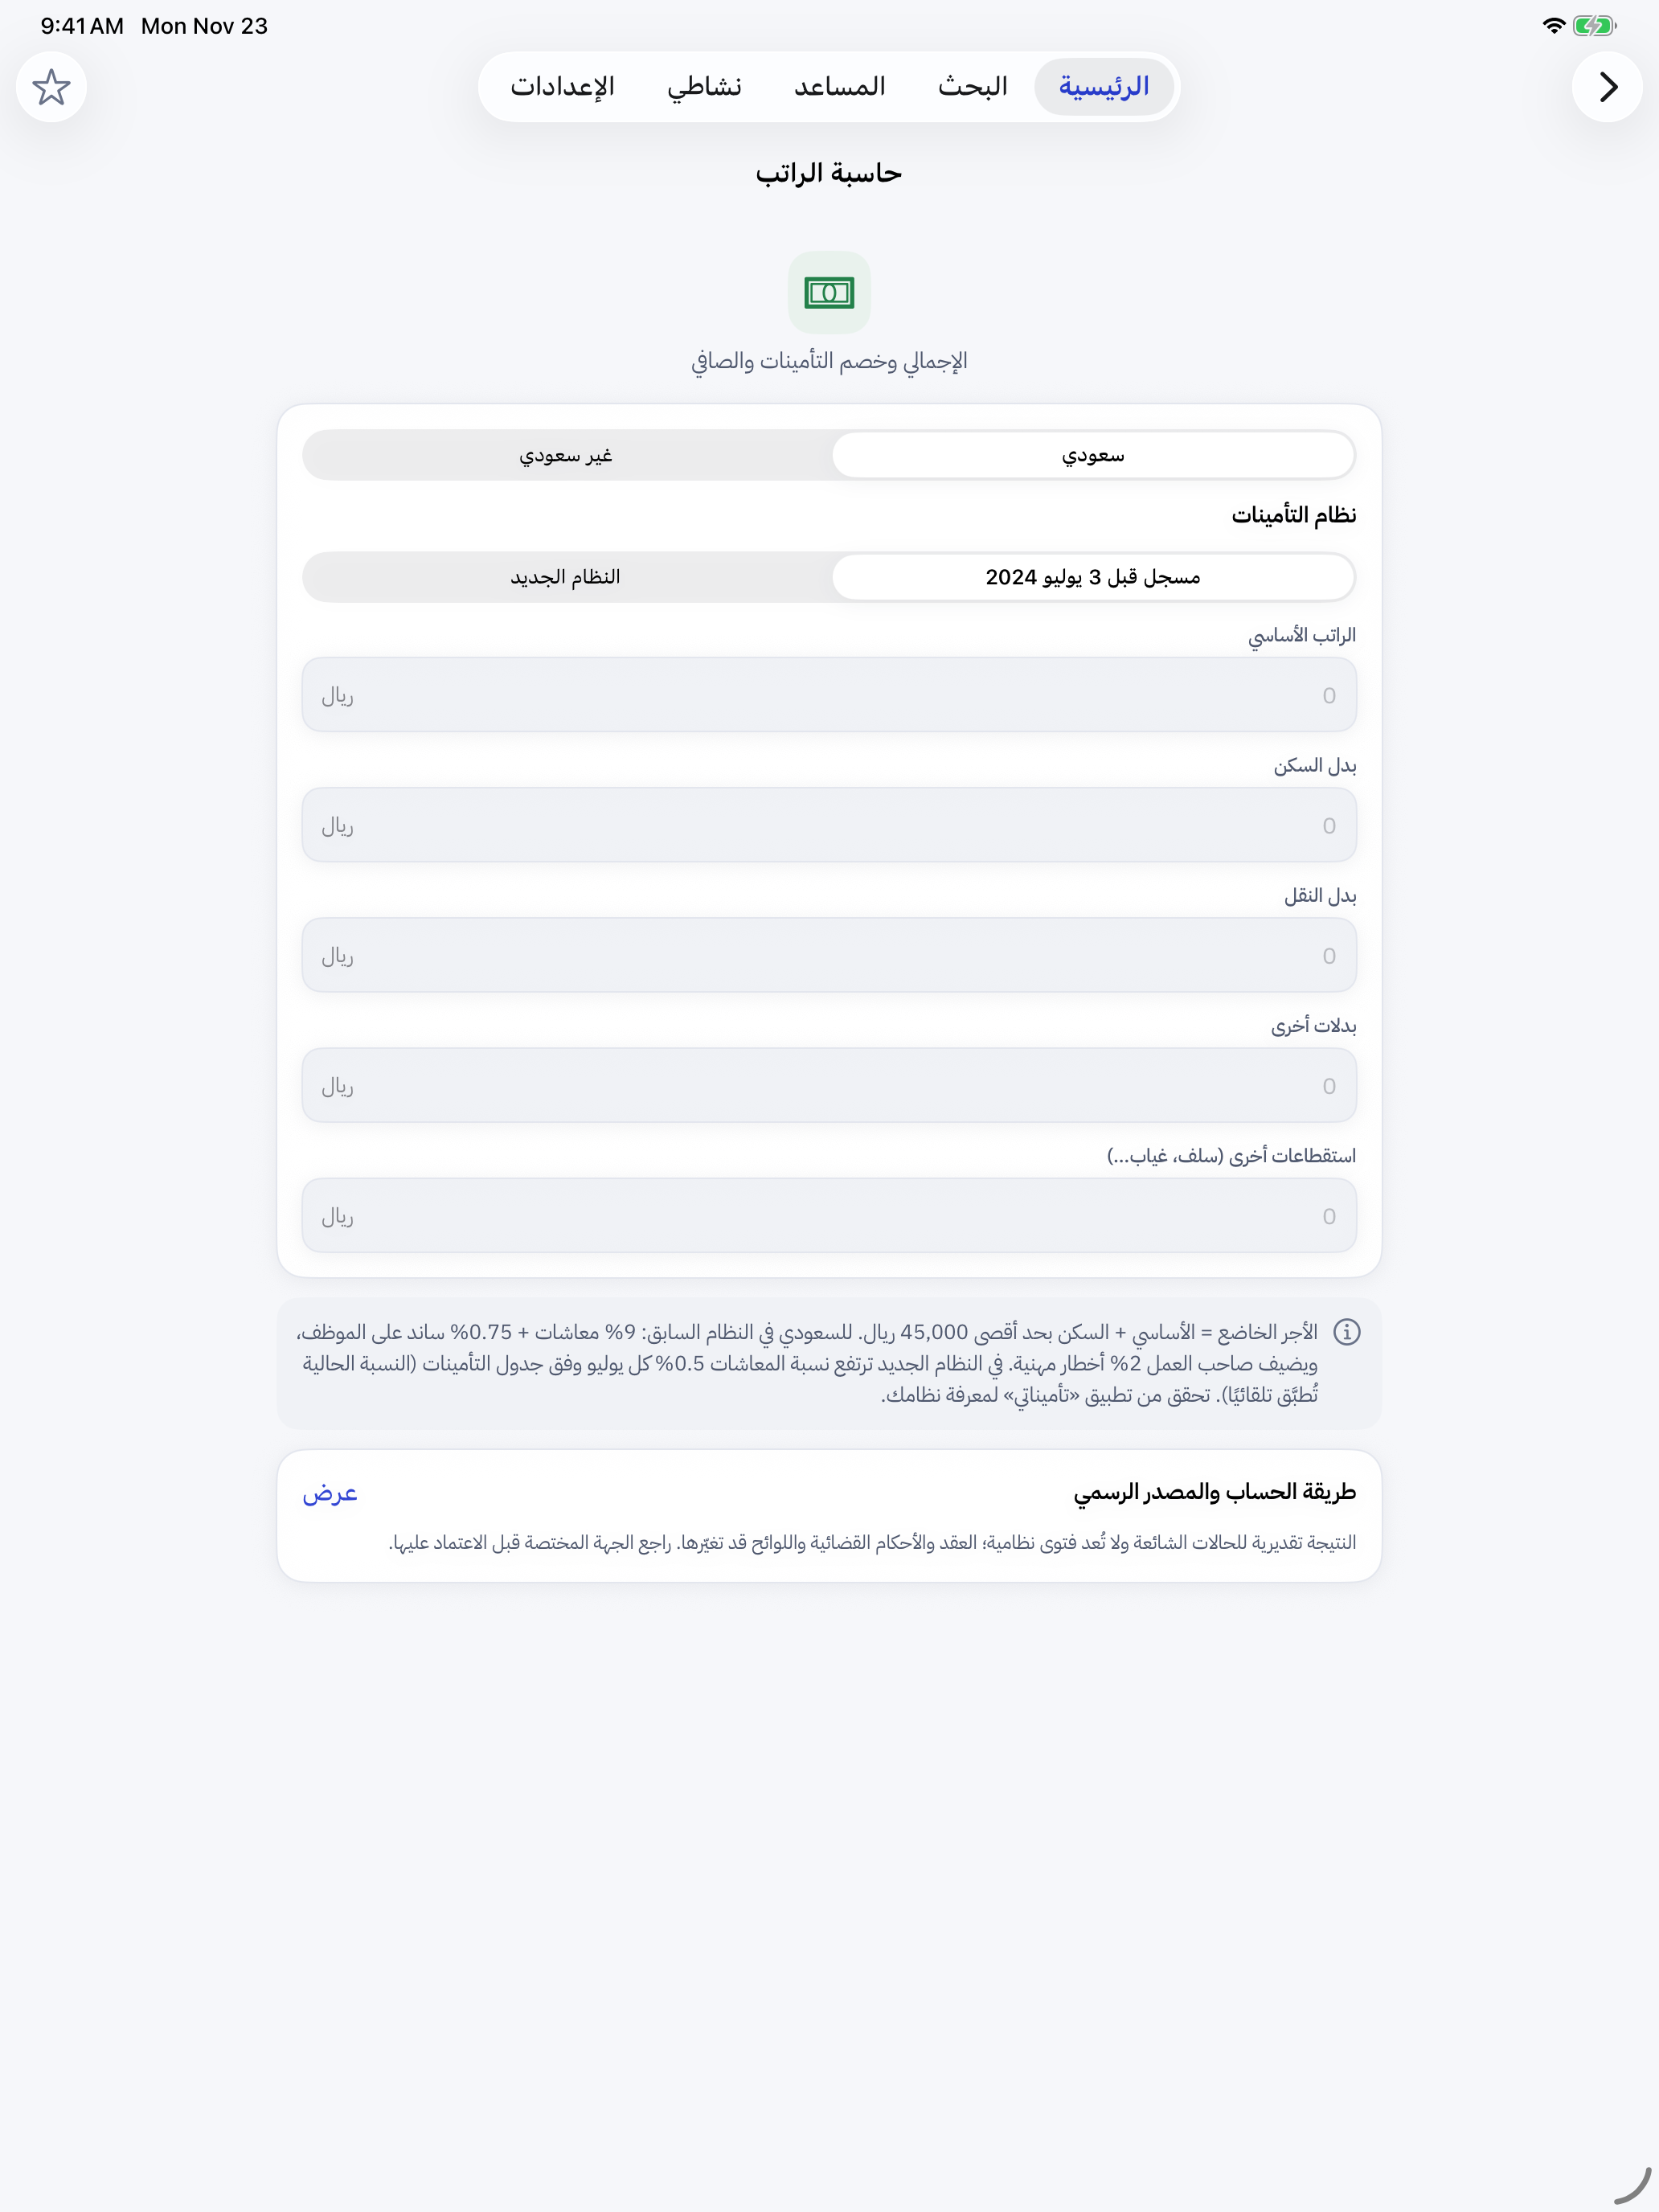 9:41 AM Mon Nov 23
الرئيسية البحث المساعد نشاطي الإعدادات
حاسبة الراتب
الإجمالي وخصم التأمينات والصافي
سعودي غير سعودي
نظام التأمينات
مسجل قبل 3 يوليو 2024 النظام الجديد
الراتب الأساسي
0 ريال
بدل السكن
0 ريال
بدل النقل
0 ريال
بدلات أخرى
0 ريال
استقطاعات أخرى (سلف، غياب...)
0 ريال
الأجر الخاضع = الأساسي + السكن بحد أقصى 45,000 ريال. للسعودي في النظام السابق: 9% معاشات + 0.75% ساند على الموظف،
ويضيف صاحب العمل 2% أخطار مهنية. في النظام الجديد ترتفع نسبة المعاشات 0.5% كل يوليو وفق جدول التأمينات (النسبة الحالية
تُطبَّق تلقائيًا). تحقق من تطبيق «تأميناتي» لمعرفة نظامك.
طريقة الحساب والمصدر الرسمي عرض
النتيجة تقديرية للحالات الشائعة ولا تُعد فتوى نظامية؛ العقد والأحكام القضائية واللوائح قد تغيّرها. راجع الجهة المختصة قبل الاعتماد عليها.